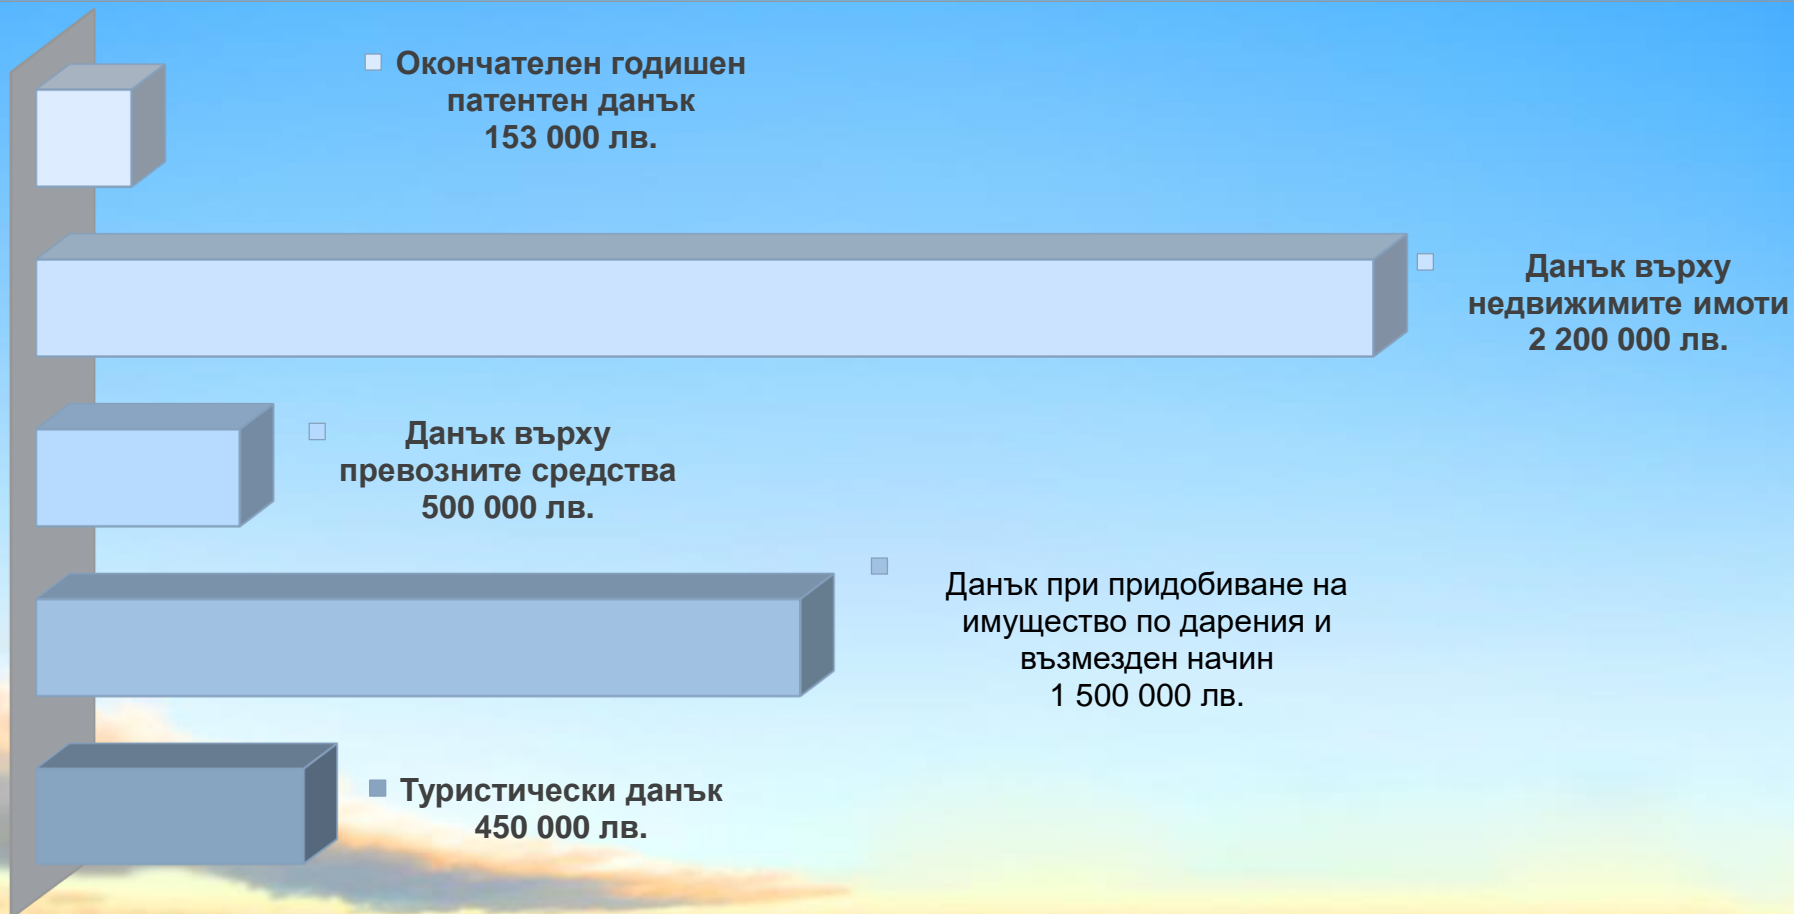 Окончателен годишен
патентен данък
153 000 лв.
Данък върху
недвижимите имоти
2 200 000 лв.
Данък върху
превозните средства
500 000 лв.
Данък при придобиване на
имущество по дарения и
възмезден начин
1 500 000 лв.
Туристически данък
450 000 лв.